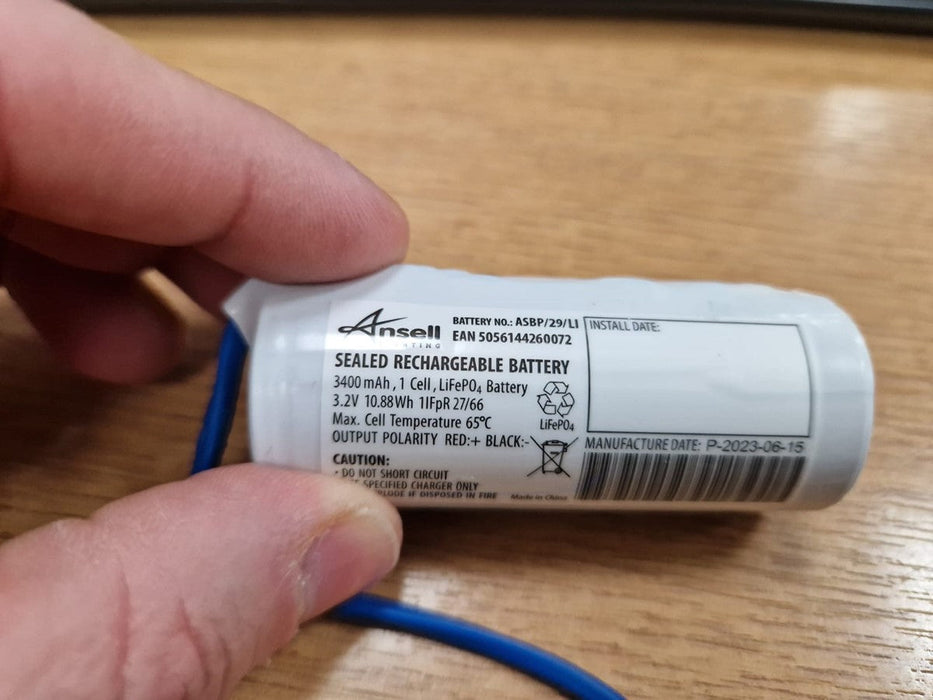 Ansell
BATTERY NO.: ASBP/29/LI
EAN 5056144260072
SEALED RECHARGEABLE BATTERY
3400 mAh , 1 Cell , LiFePO₄ Battery
3.2V 10.88Wh 1IFpR 27/66
Max. Cell Temperature 65℃
OUTPUT POLARITY RED:+ BLACK:-
LiFePO₄
CAUTION:
• DO NOT SHORT CIRCUIT
SPECIFIED CHARGER ONLY
IF DISPOSED IN FIRE
Made in China
INSTALL DATE:
MANUFACTURE DATE: P-2023-06-15